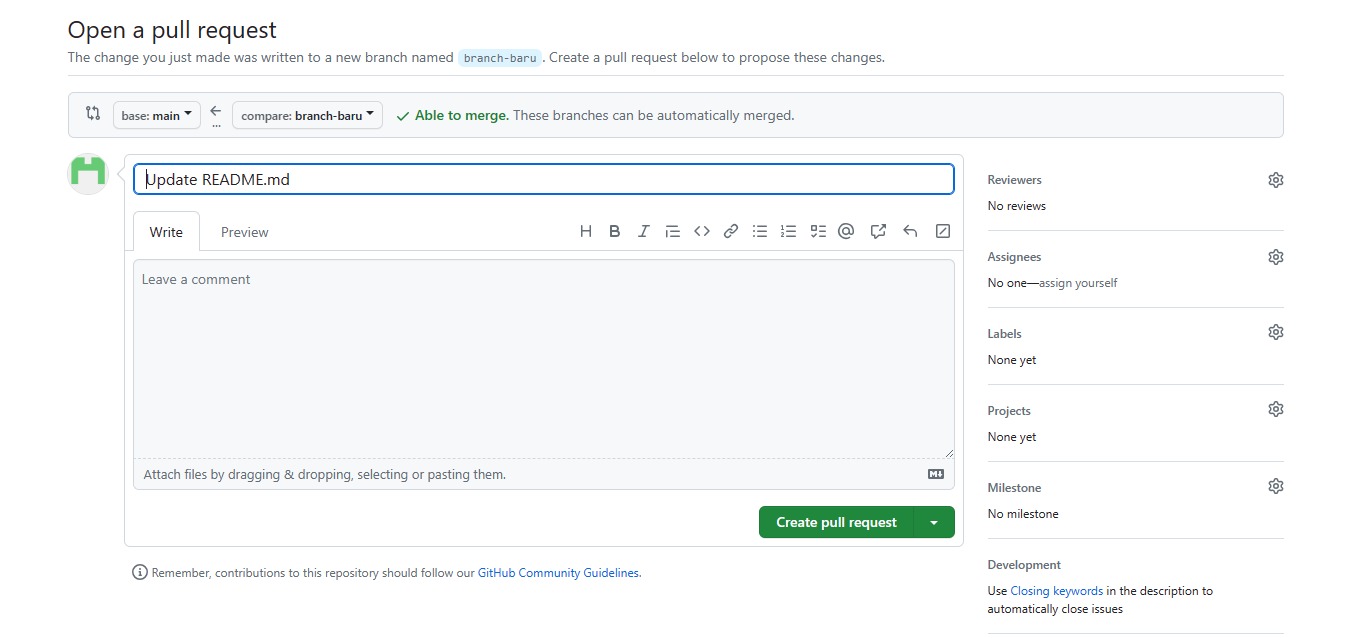 Open a pull request
The change you just made was written to a new branch named branch-baru . Create a pull request below to propose these changes.
base: main ... compare: branch-baru Able to merge. These branches can be automatically merged.
Update README.md
Write Preview
Leave a comment
Attach files by dragging & dropping, selecting or pasting them.
Create pull request
Remember, contributions to this repository should follow our GitHub Community Guidelines.
Reviewers
No reviews
Assignees
No one—assign yourself
Labels
None yet
Projects
None yet
Milestone
No milestone
Development
Use Closing keywords in the description to
automatically close issues